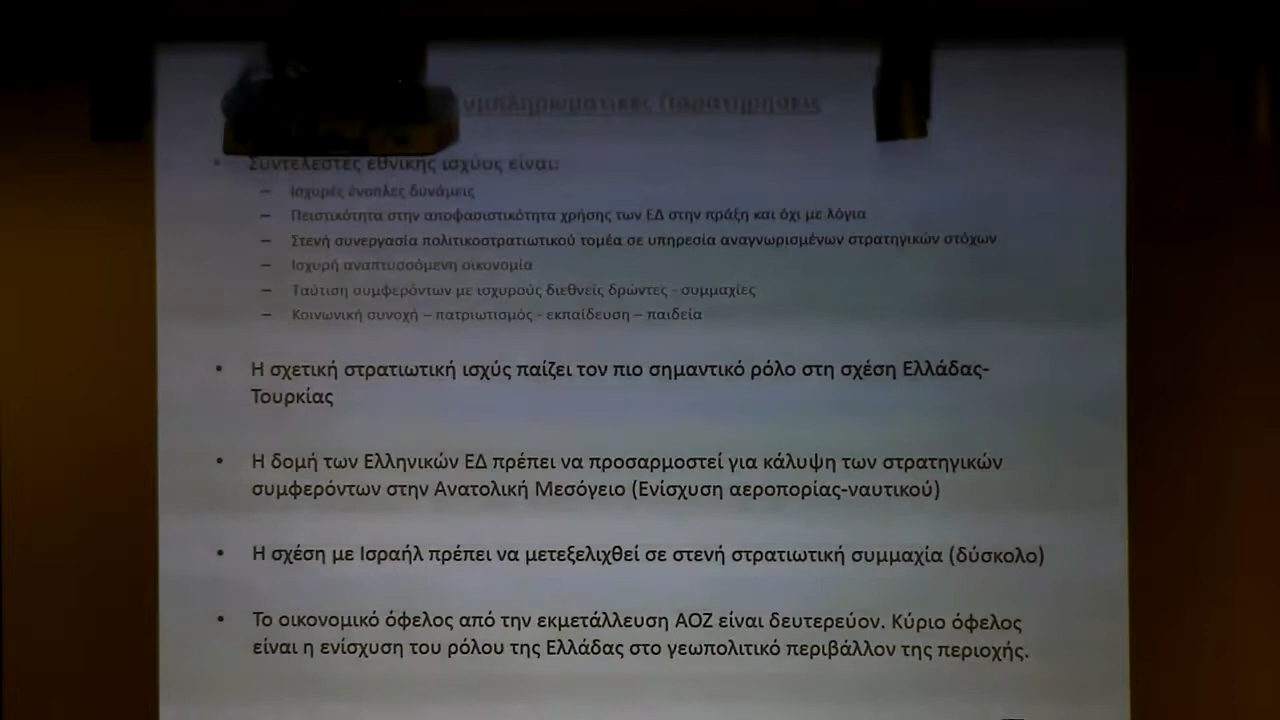 υμπληρωματικές Παρατηρήσεις
• Συντελεστές εθνικής ισχύος είναι:
– Ισχυρές ένοπλες δυνάμεις
– Πειστικότητα στην αποφασιστικότητα χρήσης των ΕΔ στην πράξη και όχι με λόγια
– Στενή συνεργασία πολιτικοστρατιωτικού τομέα σε υπηρεσία αναγνωρισμένων στρατηγικών στόχων
– Ισχυρή αναπτυσσόμενη οικονομία
– Ταύτιση συμφερόντων με ισχυρούς διεθνείς δρώντες - συμμαχίες
– Κοινωνική συνοχή – πατριωτισμός - εκπαίδευση – παιδεία
• Η σχετική στρατιωτική ισχύς παίζει τον πιο σημαντικό ρόλο στη σχέση Ελλάδας-
Τουρκίας
• Η δομή των Ελληνικών ΕΔ πρέπει να προσαρμοστεί για κάλυψη των στρατηγικών
συμφερόντων στην Ανατολική Μεσόγειο (Ενίσχυση αεροπορίας-ναυτικού)
• Η σχέση με Ισραήλ πρέπει να μετεξελιχθεί σε στενή στρατιωτική συμμαχία (δύσκολο)
• Το οικονομικό όφελος από την εκμετάλλευση ΑΟΖ είναι δευτερεύον. Κύριο όφελος
είναι η ενίσχυση του ρόλου της Ελλάδας στο γεωπολιτικό περιβάλλον της περιοχής.